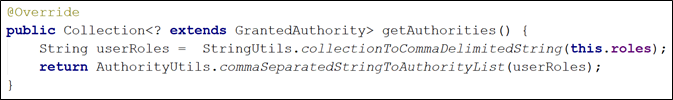 @Override
public Collection<? extends GrantedAuthority> getAuthorities() {
    String userRoles =  StringUtils.collectionToCommaDelimitedString(this.roles);
    return AuthorityUtils.commaSeparatedStringToAuthorityList(userRoles);
}